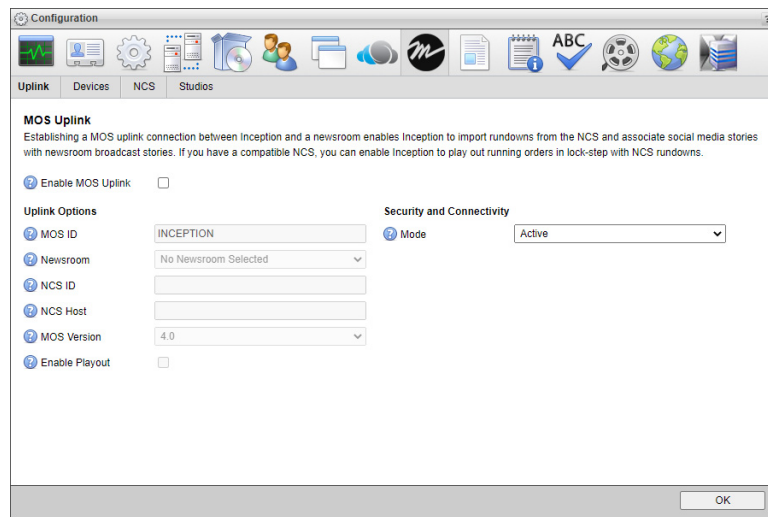 Configuration
ABC
Uplink Devices NCS Studios
MOS Uplink
Establishing a MOS uplink connection between Inception and a newsroom enables Inception to import rundowns from the NCS and associate social media stories
with newsroom broadcast stories. If you have a compatible NCS, you can enable Inception to play out running orders in lock-step with NCS rundowns.
? Enable MOS Uplink
Uplink Options
? MOS ID INCEPTION
? Newsroom No Newsroom Selected
? NCS ID
? NCS Host
? MOS Version 4.0
? Enable Playout
Security and Connectivity
? Mode Active
OK